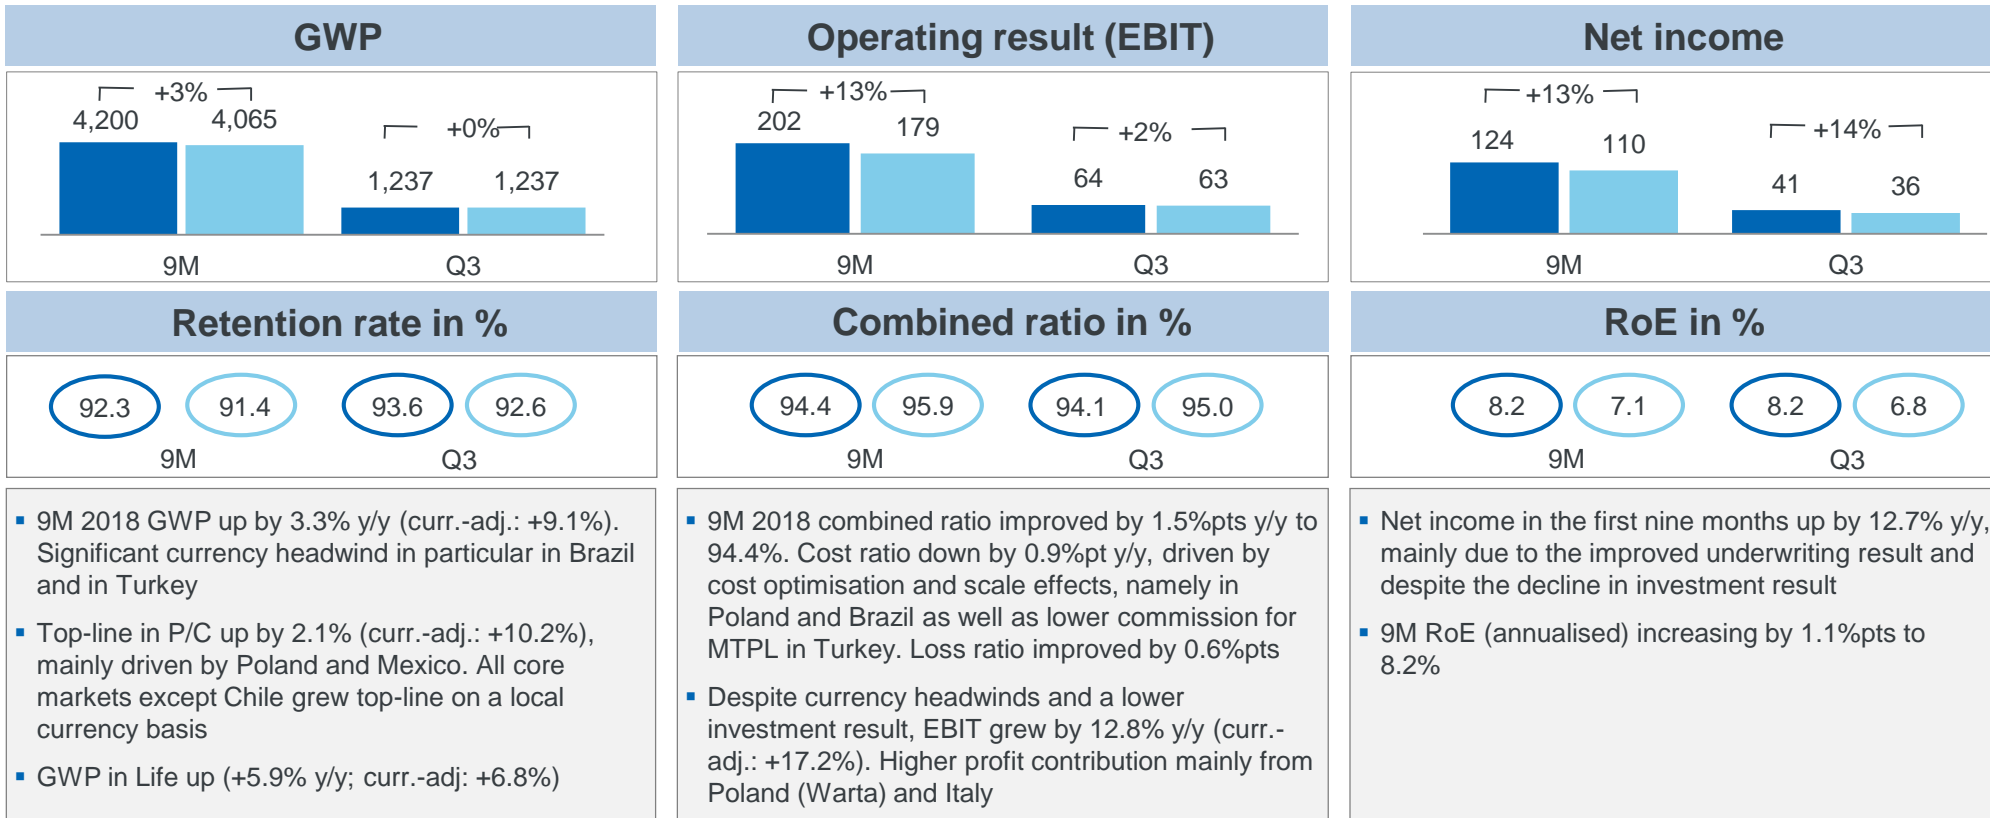 GWP
+3%
4,200
4,065
+0%
1,237
1,237
9M
Q3
Operating result (EBIT)
+13%
202
179
+2%
64
63
9M
Q3
Net income
+13%
124
110
+14%
41
36
9M
Q3
Retention rate in %
92.3
91.4
93.6
92.6
9M
Q3
Combined ratio in %
94.4
95.9
94.1
95.0
9M
Q3
RoE in %
8.2
7.1
8.2
6.8
9M
Q3
▪ 9M 2018 GWP up by 3.3% y/y (curr.-adj.: +9.1%).
Significant currency headwind in particular in Brazil
and in Turkey
▪ Top-line in P/C up by 2.1% (curr.-adj.: +10.2%),
mainly driven by Poland and Mexico. All core
markets except Chile grew top-line on a local
currency basis
▪ GWP in Life up (+5.9% y/y; curr.-adj: +6.8%)
▪ 9M 2018 combined ratio improved by 1.5%pts y/y to
94.4%. Cost ratio down by 0.9%pt y/y, driven by
cost optimisation and scale effects, namely in
Poland and Brazil as well as lower commission for
MTPL in Turkey. Loss ratio improved by 0.6%pts
▪ Despite currency headwinds and a lower
investment result, EBIT grew by 12.8% y/y (curr.-
adj.: +17.2%). Higher profit contribution mainly from
Poland (Warta) and Italy
▪ Net income in the first nine months up by 12.7% y/y,
mainly due to the improved underwriting result and
despite the decline in investment result
▪ 9M RoE (annualised) increasing by 1.1%pts to
8.2%